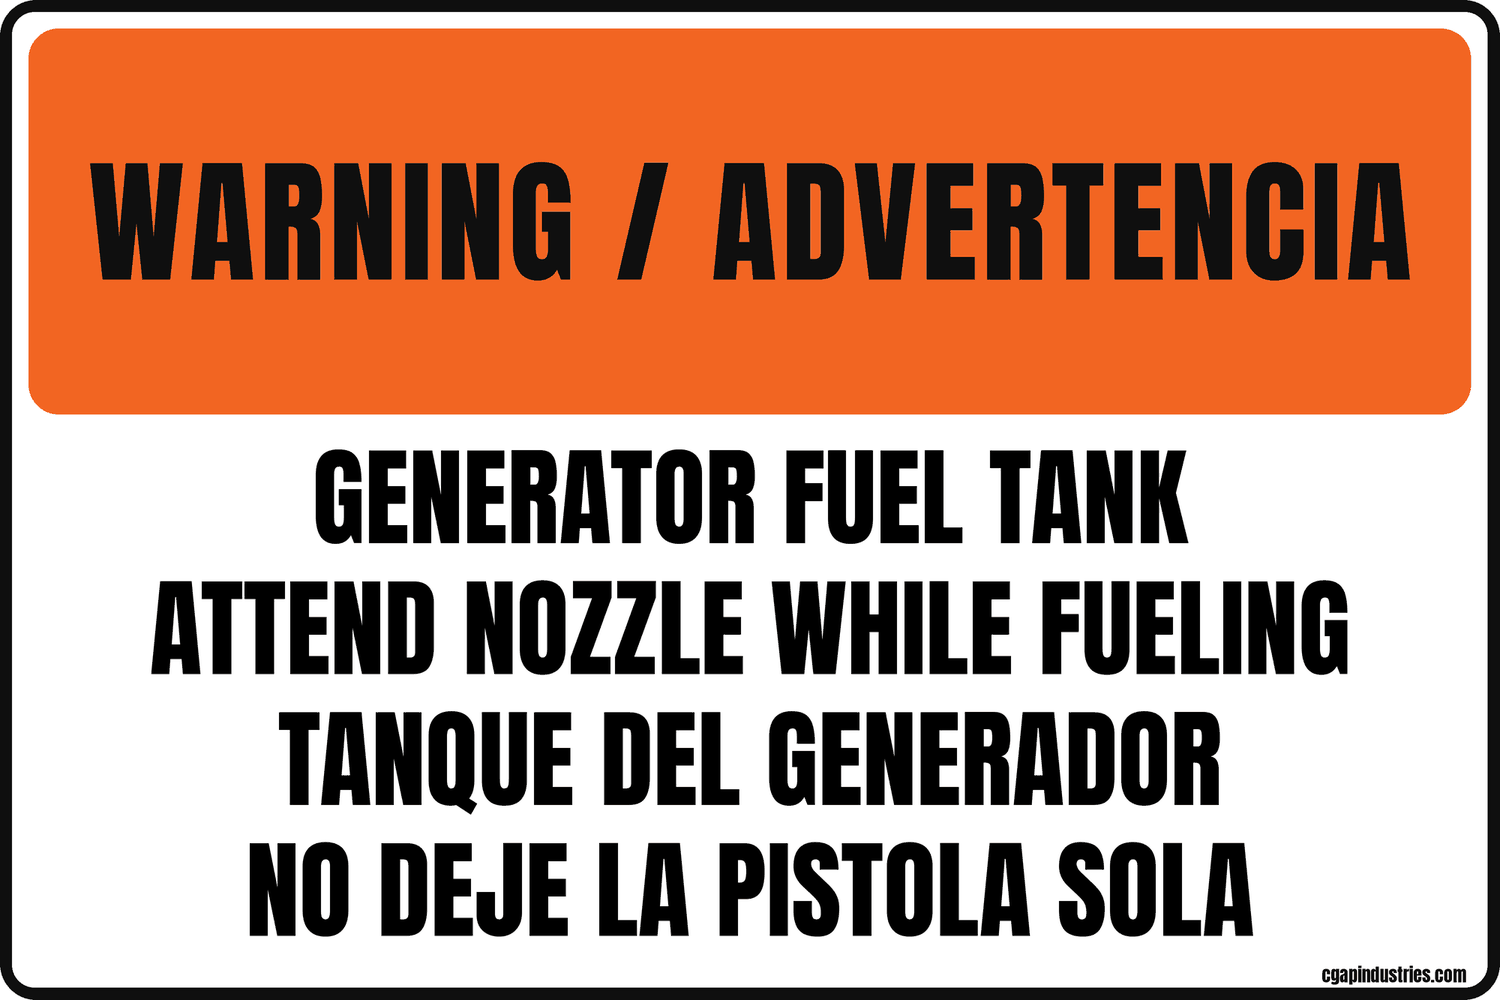 WARNING / ADVERTENCIA
GENERATOR FUEL TANK
ATTEND NOZZLE WHILE FUELING
TANQUE DEL GENERADOR
NO DEJE LA PISTOLA SOLA
cgapindustries.com